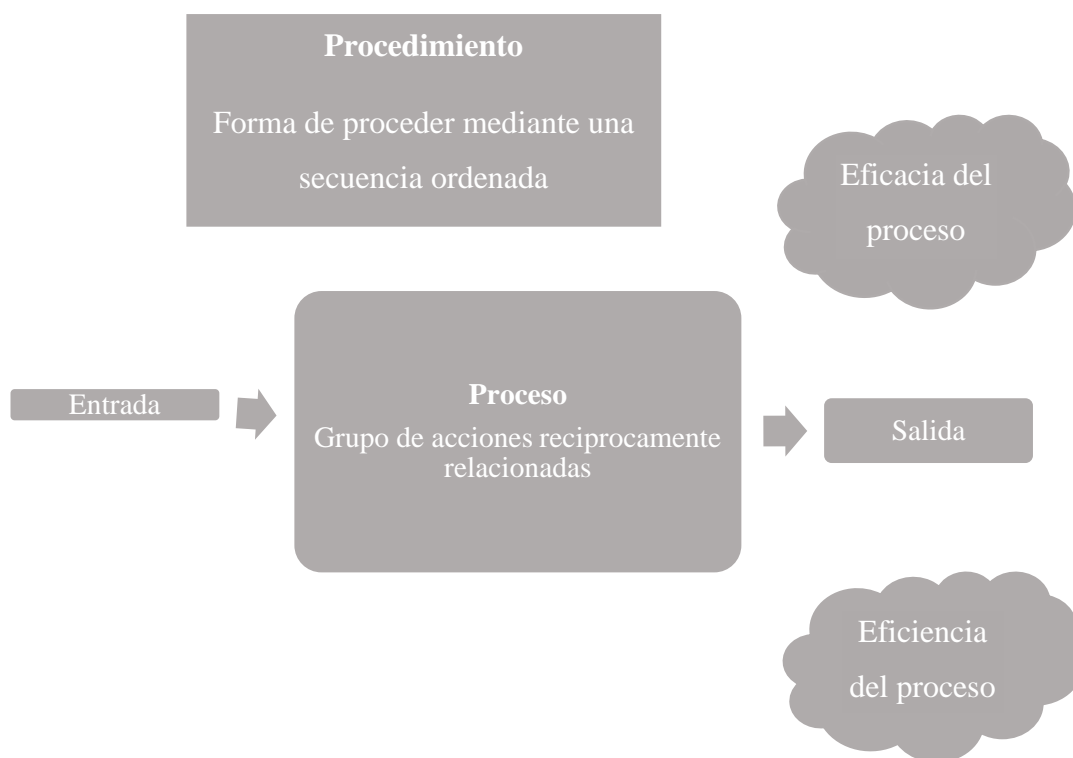 Procedimiento
Forma de proceder mediante una
secuencia ordenada
Eficacia del
proceso
Entrada
Proceso
Grupo de acciones reciprocamente
relacionadas
Salida
Eficiencia
del proceso